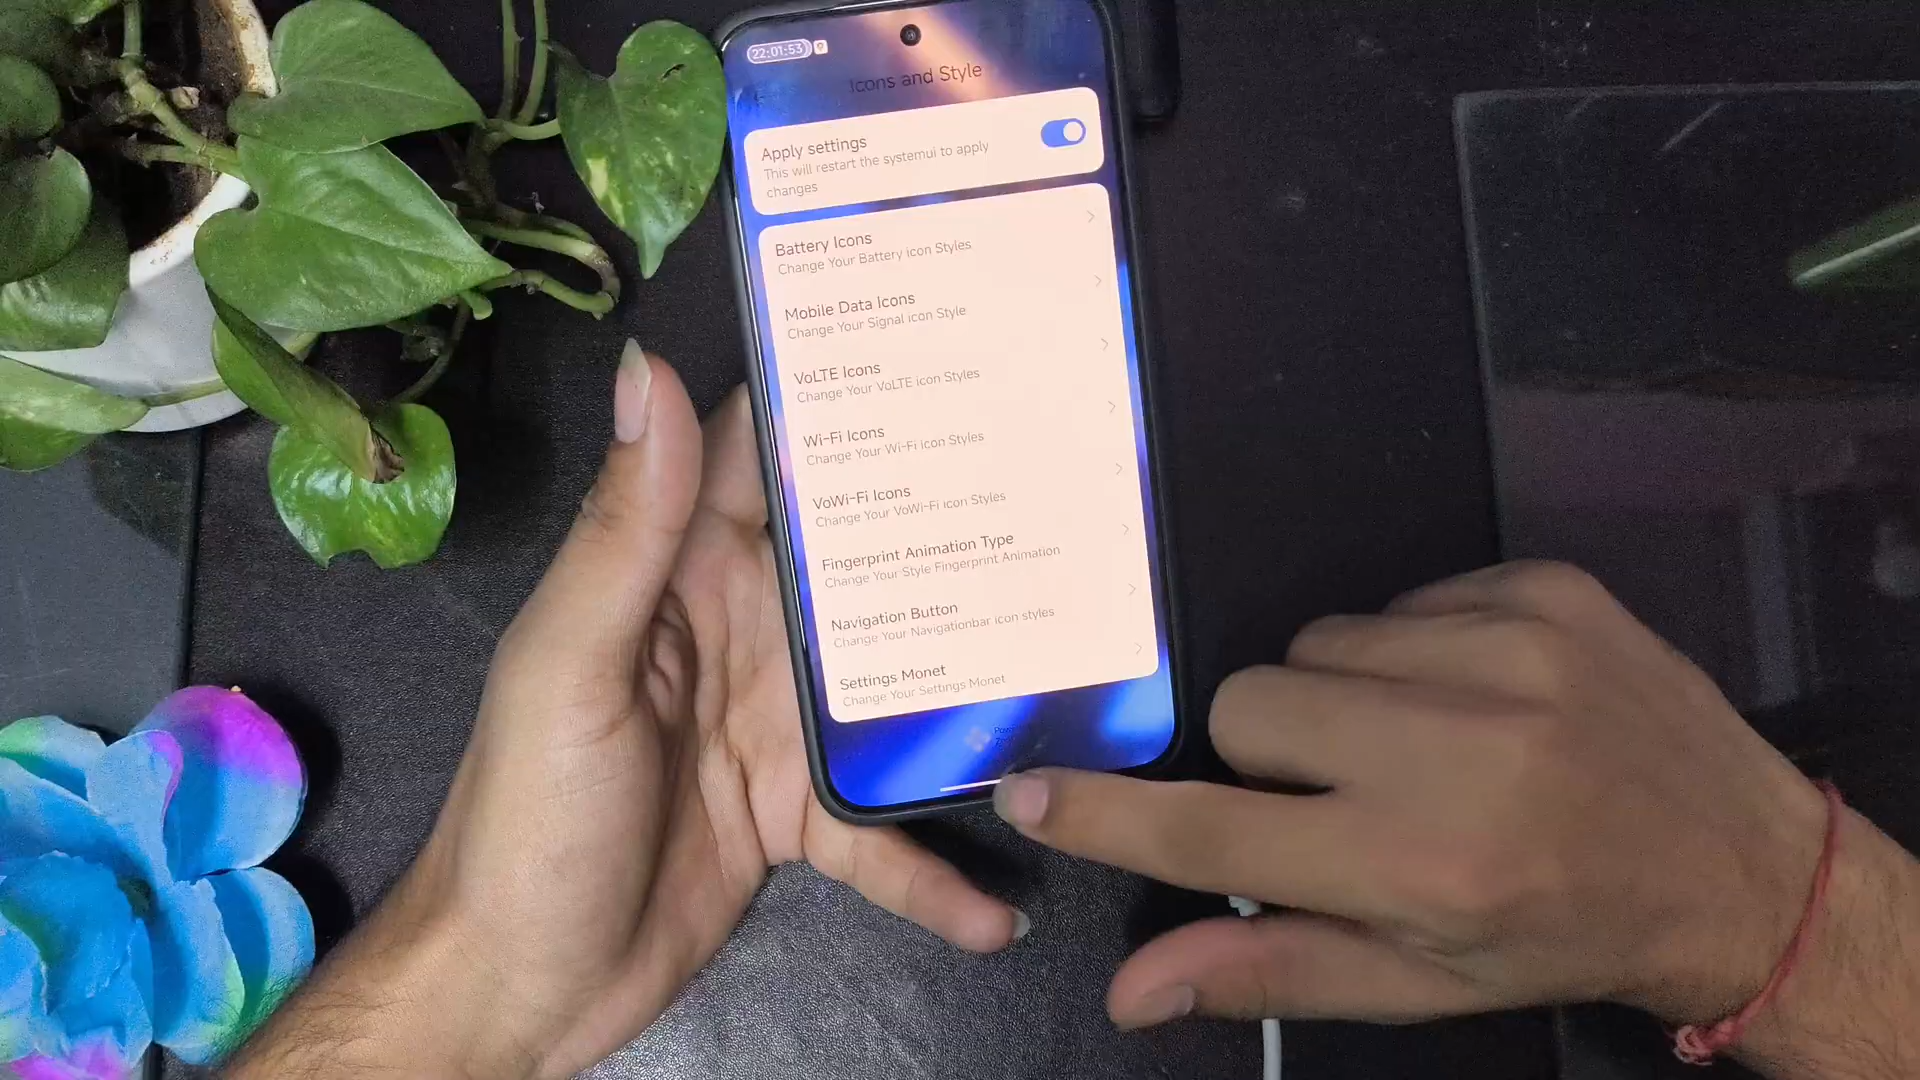 22:01:53
Icons and Style
Apply settings
This will restart the systemui to apply
changes
Battery Icons
Change Your Battery icon Styles
Mobile Data Icons
Change Your Signal icon Style
VoLTE Icons
Change Your VoLTE icon Styles
Wi-Fi Icons
Change Your Wi-Fi icon Styles
VoWi-Fi Icons
Change Your VoWi-Fi icon Styles
Fingerprint Animation Type
Change Your Style Fingerprint Animation
Navigation Button
Change Your Navigationbar icon styles
Settings Monet
Change Your Settings Monet